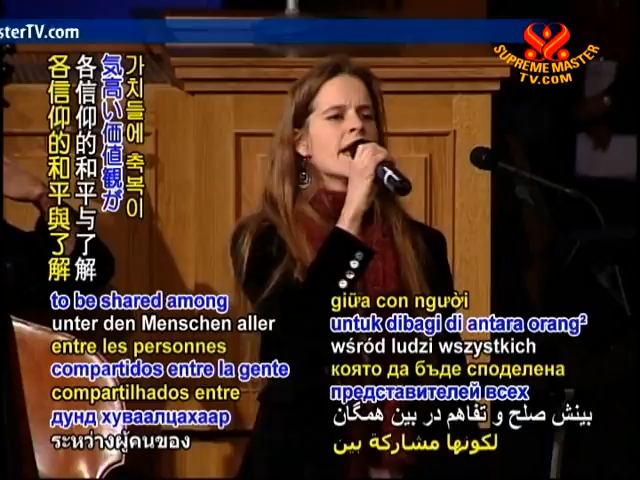 sterTV.com
SUPREME MASTER
TV.COM
가치들에 축복이
気高い価値観が
各信仰的和平与了解
各信仰的和平與了解
to be shared among
unter den Menschen aller
entre les personnes
compartidos entre la gente
compartilhados entre
дунд хуваалцахаар
ระหว่างผู้คนของ
giữa con người
untuk dibagi di antara orang²
wśród ludzi wszystkich
която да бъде споделена
представителей всех
بینش صلح و تفاهم در بین همگان
لكونها مشاركة بين